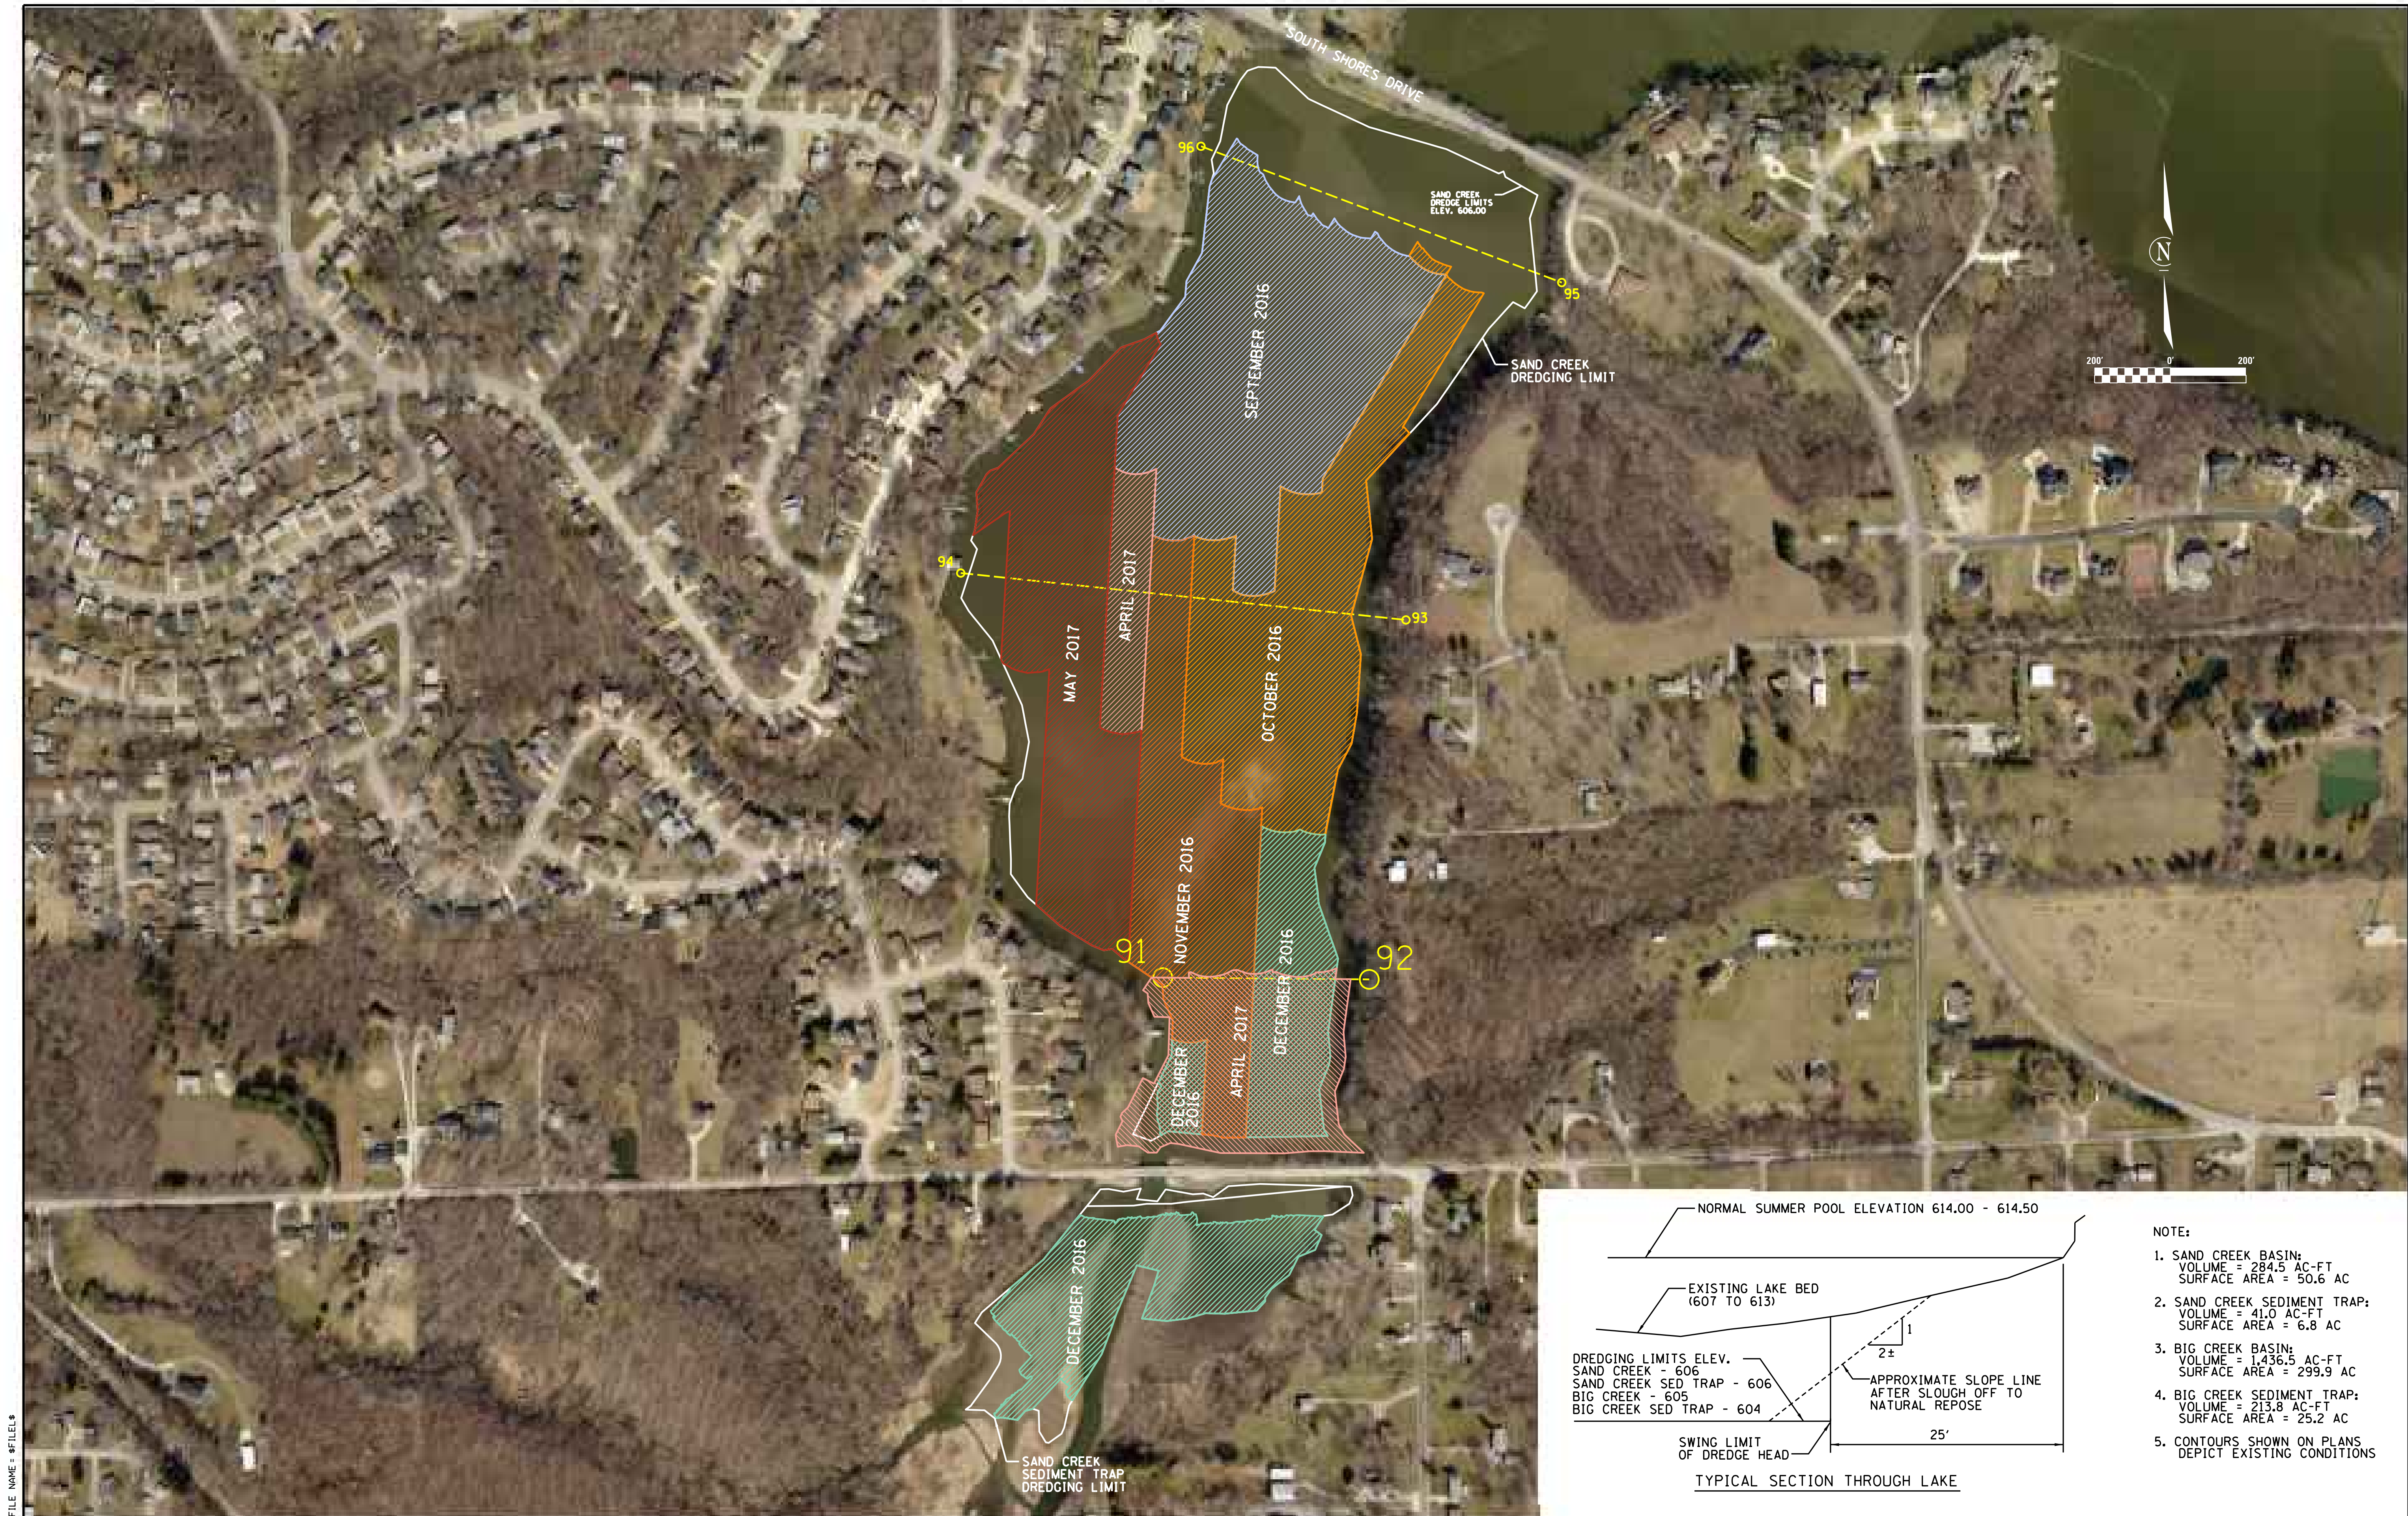 SOUTH SHORES DRIVE
96
SAND CREEK
DREDGE LIMITS
ELEV. 606.00
95
N
200' 0' 200'
SAND CREEK
DREDGING LIMIT
SEPTEMBER 2016
94
93
APRIL 2017
MAY 2017
OCTOBER 2016
NOVEMBER 2016
DECEMBER 2016
91
92
DECEMBER
2016
APRIL 2017
DECEMBER 2016
DECEMBER 2016
SAND CREEK
SEDIMENT TRAP
DREDGING LIMIT
NORMAL SUMMER POOL ELEVATION 614.00 - 614.50
EXISTING LAKE BED
(607 TO 613)
1
2±
DREDGING LIMITS ELEV.
SAND CREEK - 606
SAND CREEK SED TRAP - 606
BIG CREEK - 605
BIG CREEK SED TRAP - 604
APPROXIMATE SLOPE LINE
AFTER SLOUGH OFF TO
NATURAL REPOSE
SWING LIMIT
OF DREDGE HEAD
25'
TYPICAL SECTION THROUGH LAKE
NOTE:
1. SAND CREEK BASIN:
VOLUME = 284.5 AC-FT
SURFACE AREA = 50.6 AC
2. SAND CREEK SEDIMENT TRAP:
VOLUME = 41.0 AC-FT
SURFACE AREA = 6.8 AC
3. BIG CREEK BASIN:
VOLUME = 1,436.5 AC-FT
SURFACE AREA = 299.9 AC
4. BIG CREEK SEDIMENT TRAP:
VOLUME = 213.8 AC-FT
SURFACE AREA = 25.2 AC
5. CONTOURS SHOWN ON PLANS
DEPICT EXISTING CONDITIONS
FILE NAME = $FILEL$